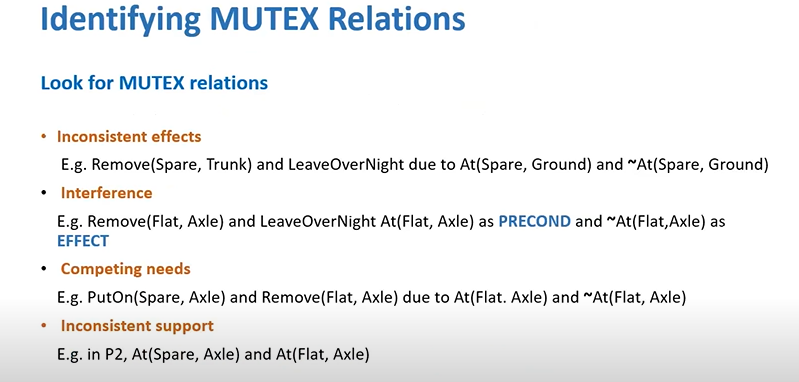 Identifying MUTEX Relations
Look for MUTEX relations
• Inconsistent effects
E.g. Remove(Spare, Trunk) and LeaveOverNight due to At(Spare, Ground) and ~At(Spare, Ground)
• Interference
E.g. Remove(Flat, Axle) and LeaveOverNight At(Flat, Axle) as PRECOND and ~At(Flat,Axle) as
EFFECT
• Competing needs
E.g. PutOn(Spare, Axle) and Remove(Flat, Axle) due to At(Flat. Axle) and ~At(Flat, Axle)
• Inconsistent support
E.g. in P2, At(Spare, Axle) and At(Flat, Axle)